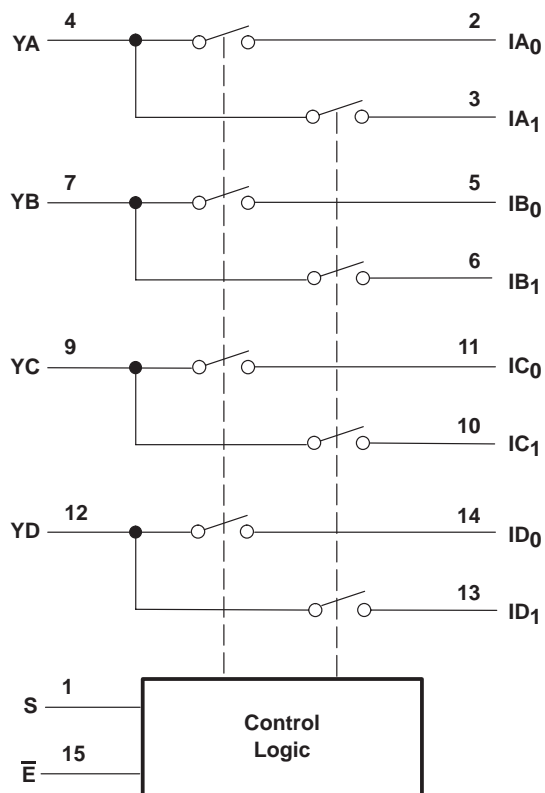 YA 4 2 IA0
3 IA1
YB 7 5 IB0
6 IB1
YC 9 11 IC0
10 IC1
YD 12 14 ID0
13 ID1
S 1
Control
Logic
E̅ 15